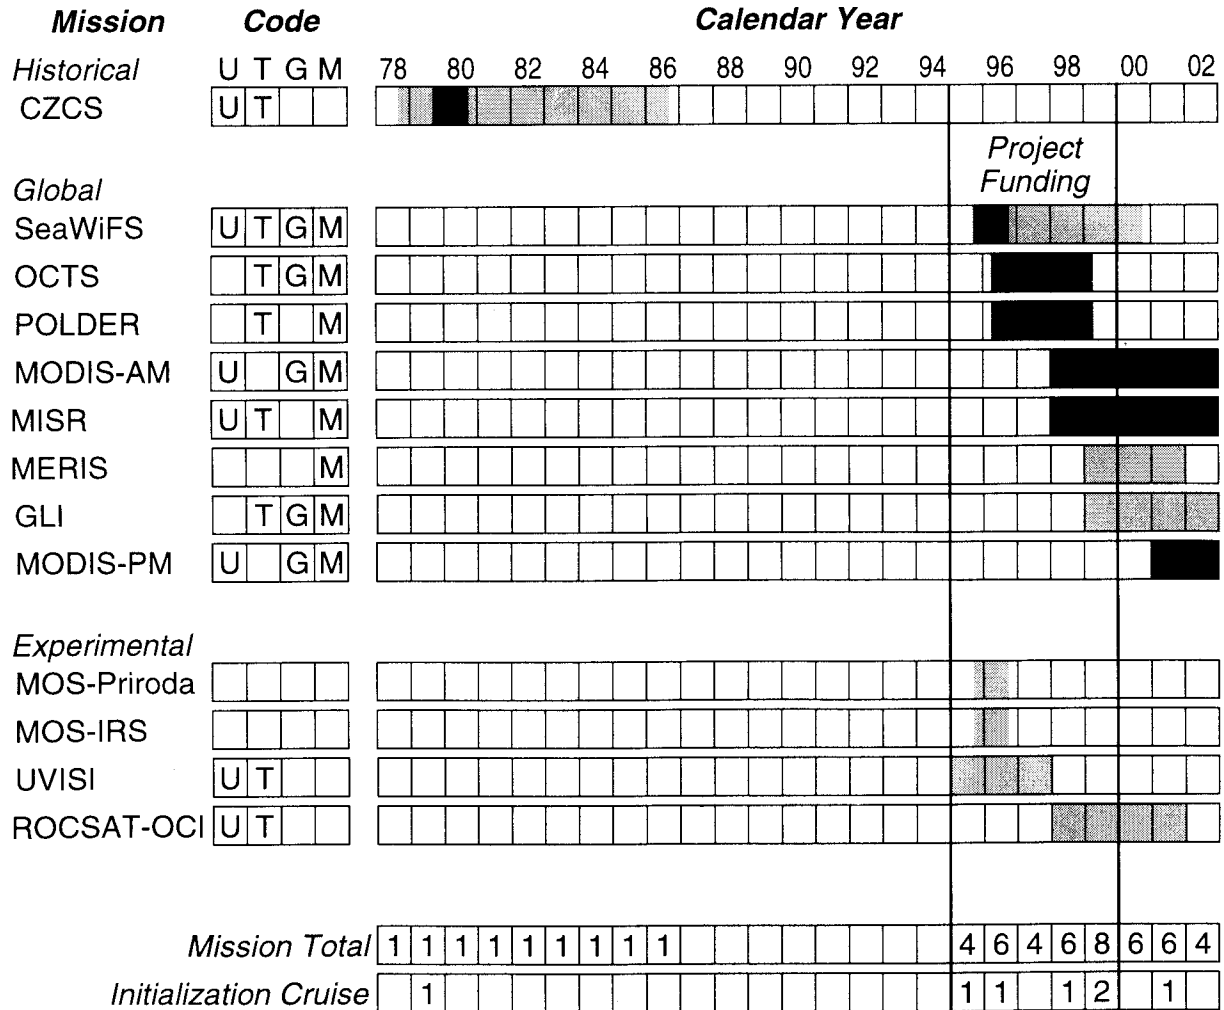 Mission Code Calendar Year
Historical U T G M 78 80 82 84 86 88 90 92 94 96 98 00 02
CZCS U T
Project
Funding
Global
SeaWiFS U T G M
OCTS T G M
POLDER T M
MODIS-AM U G M
MISR U T M
MERIS M
GLI T G M
MODIS-PM U G M
Experimental
MOS-Priroda
MOS-IRS
UVISI U T
ROCSAT-OCI U T
Mission Total 1 1 1 1 1 1 1 1 1 4 6 4 6 8 6 6 4
Initialization Cruise 1 1 1 1 2 1